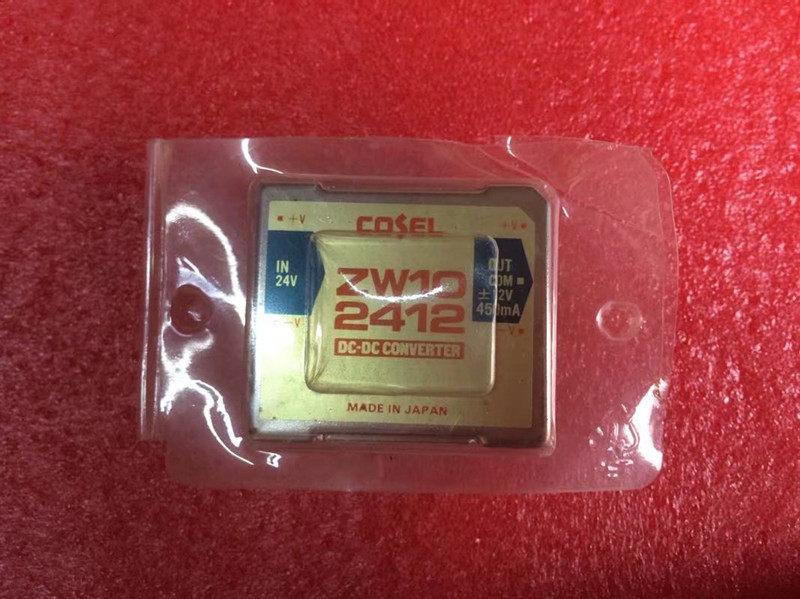 +V
COSEL
+V
IN
24V
OUT
COM
±12V
450mA
ZW10
2412
-V
-V
DC-DC CONVERTER
MADE IN JAPAN